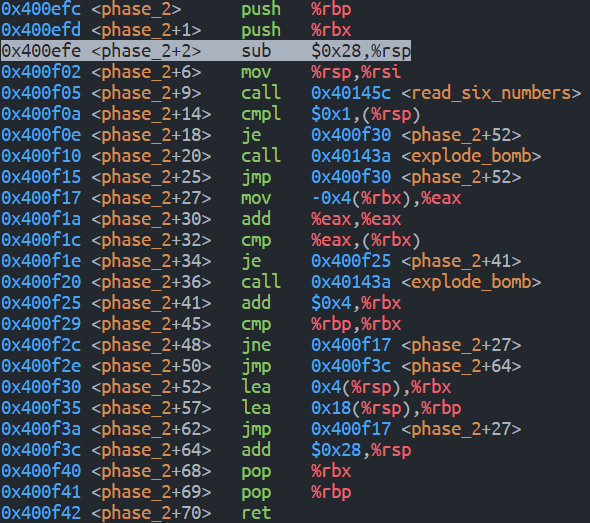 0x400efc <phase_2> push %rbp
0x400efd <phase_2+1> push %rbx
0x400efe <phase_2+2> sub $0x28,%rsp
0x400f02 <phase_2+6> mov %rsp,%rsi
0x400f05 <phase_2+9> call 0x40145c <read_six_numbers>
0x400f0a <phase_2+14> cmpl $0x1,(%rsp)
0x400f0e <phase_2+18> je 0x400f30 <phase_2+52>
0x400f10 <phase_2+20> call 0x40143a <explode_bomb>
0x400f15 <phase_2+25> jmp 0x400f30 <phase_2+52>
0x400f17 <phase_2+27> mov -0x4(%rbx),%eax
0x400f1a <phase_2+30> add %eax,%eax
0x400f1c <phase_2+32> cmp %eax,(%rbx)
0x400f1e <phase_2+34> je 0x400f25 <phase_2+41>
0x400f20 <phase_2+36> call 0x40143a <explode_bomb>
0x400f25 <phase_2+41> add $0x4,%rbx
0x400f29 <phase_2+45> cmp %rbp,%rbx
0x400f2c <phase_2+48> jne 0x400f17 <phase_2+27>
0x400f2e <phase_2+50> jmp 0x400f3c <phase_2+64>
0x400f30 <phase_2+52> lea 0x4(%rsp),%rbx
0x400f35 <phase_2+57> lea 0x18(%rsp),%rbp
0x400f3a <phase_2+62> jmp 0x400f17 <phase_2+27>
0x400f3c <phase_2+64> add $0x28,%rsp
0x400f40 <phase_2+68> pop %rbx
0x400f41 <phase_2+69> pop %rbp
0x400f42 <phase_2+70> ret